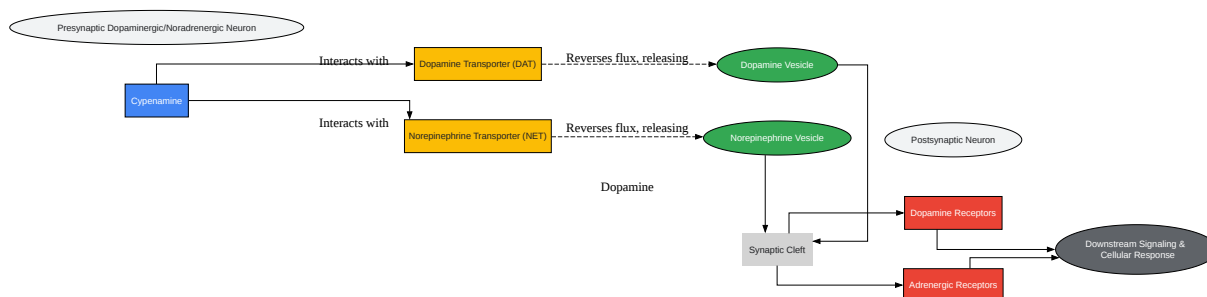 Presynaptic Dopaminergic/Noradrenergic Neuron
Interacts with
Dopamine Transporter (DAT)
Reverses flux, releasing
Dopamine Vesicle
Cypenamine
Interacts with
Norepinephrine Transporter (NET)
Reverses flux, releasing
Norepinephrine Vesicle
Postsynaptic Neuron
Dopamine
Dopamine Receptors
Synaptic Cleft
Downstream Signaling &
Cellular Response
Adrenergic Receptors